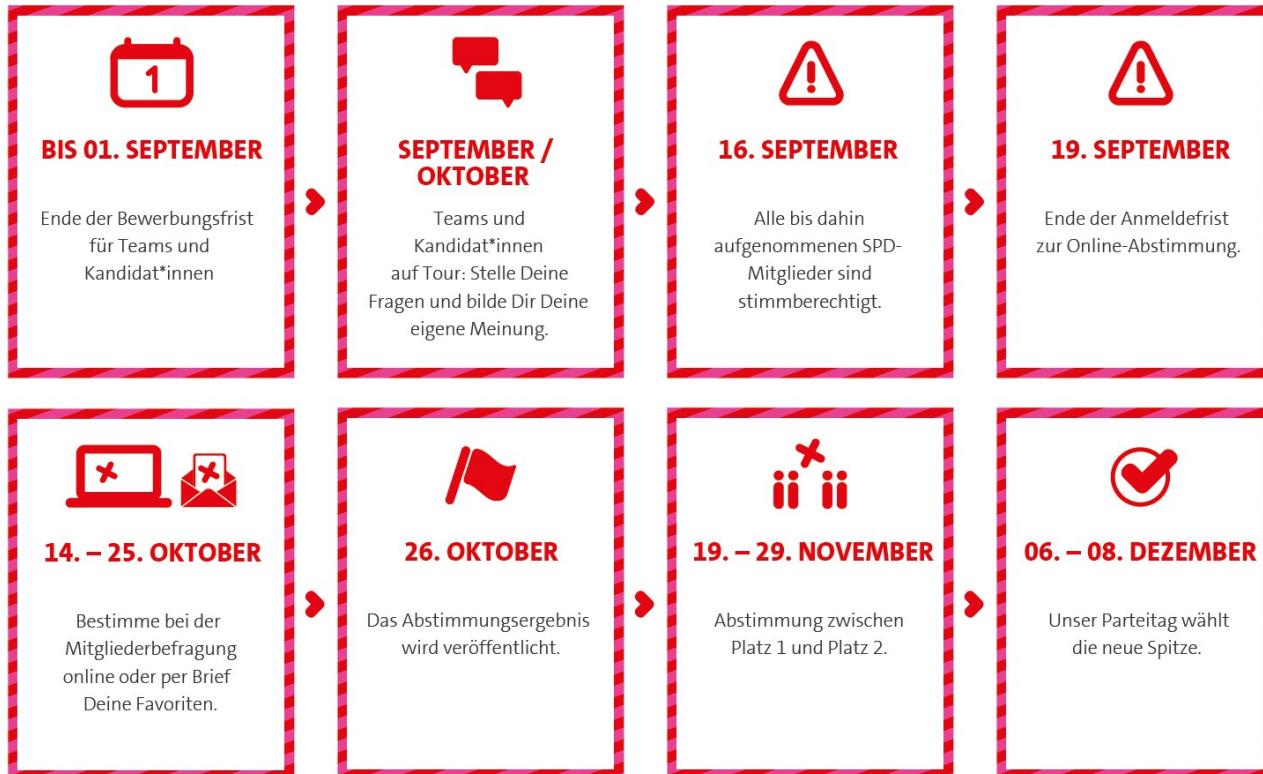 1
BIS 01. SEPTEMBER
Ende der Bewerbungsfrist
für Teams und
Kandidat*innen
SEPTEMBER /
OKTOBER
Teams und
Kandidat*innen
auf Tour: Stelle Deine
Fragen und bilde Dir Deine
eigene Meinung.
16. SEPTEMBER
Alle bis dahin
aufgenommenen SPD-
Mitglieder sind
stimmberechtigt.
19. SEPTEMBER
Ende der Anmeldefrist
zur Online-Abstimmung.
14. – 25. OKTOBER
Bestimme bei der
Mitgliederbefragung
online oder per Brief
Deine Favoriten.
26. OKTOBER
Das Abstimmungsergebnis
wird veröffentlicht.
19. – 29. NOVEMBER
Abstimmung zwischen
Platz 1 und Platz 2.
06. – 08. DEZEMBER
Unser Parteitag wählt
die neue Spitze.